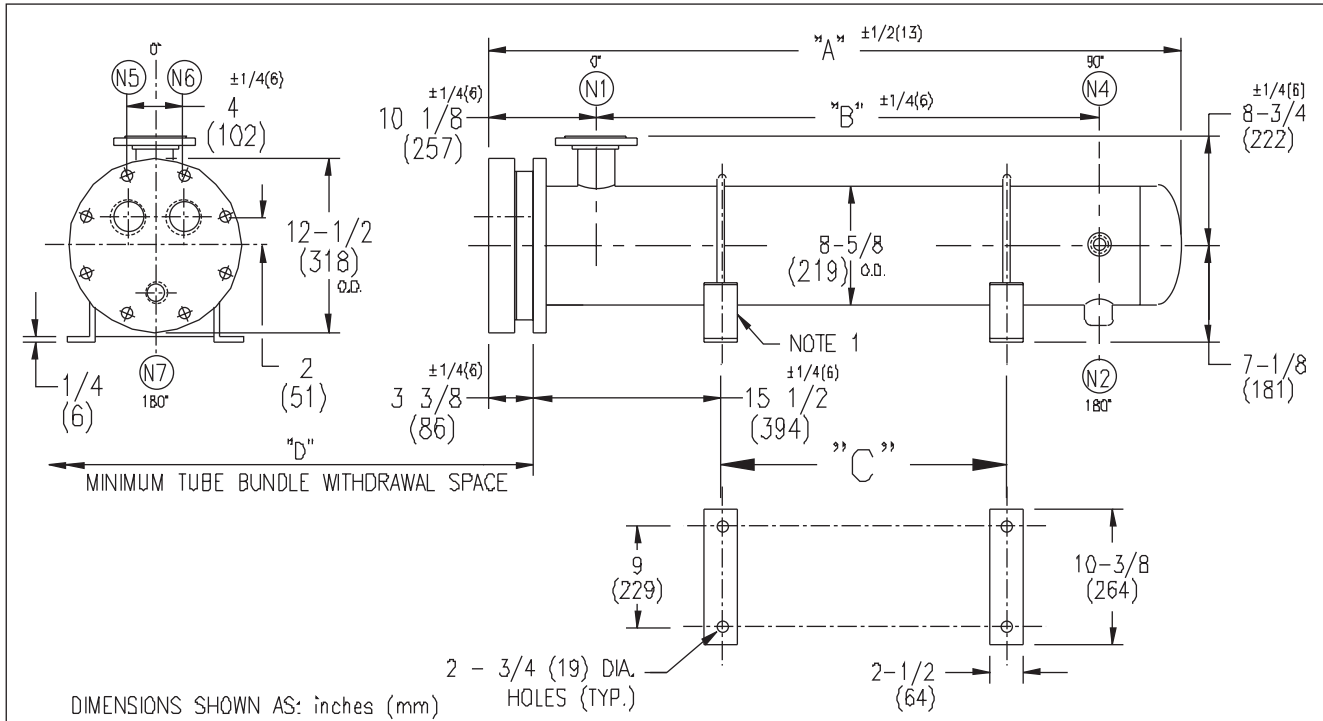 0°
N5
N6
±1/4(6)
4
(102)
12-1/2
(318)
O.D.
2
(51)
N7
180°
1/4
(6)
"D"
MINIMUM TUBE BUNDLE WITHDRAWAL SPACE
"A" ±1/2(13)
0°
N1
90°
N4
±1/4(6)
10 1/8
(257)
"B" ±1/4(6)
±1/4(6)
8-3/4
(222)
8-5/8
(219) O.D.
NOTE 1
±1/4(6)
3 3/8
(86)
±1/4(6)
15 1/2
(394)
N2
180°
7-1/8
(181)
"C"
9
(229)
10-3/8
(264)
2 - 3/4 (19) DIA.
HOLES (TYP.)
2-1/2
(64)
DIMENSIONS SHOWN AS: inches (mm)